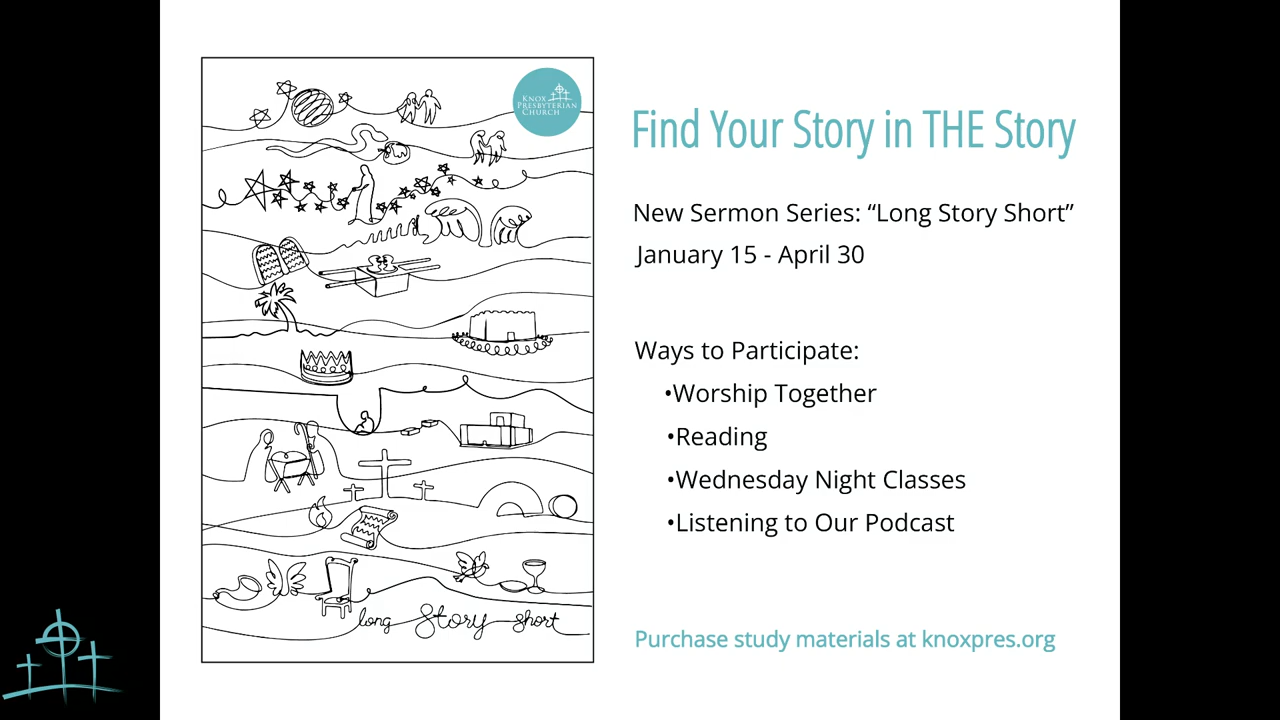 KNOX
PRESBYTERIAN
CHURCH
long Story short
Find Your Story in THE Story
New Sermon Series: “Long Story Short”
January 15 - April 30
Ways to Participate:
•Worship Together
•Reading
•Wednesday Night Classes
•Listening to Our Podcast
Purchase study materials at knoxpres.org